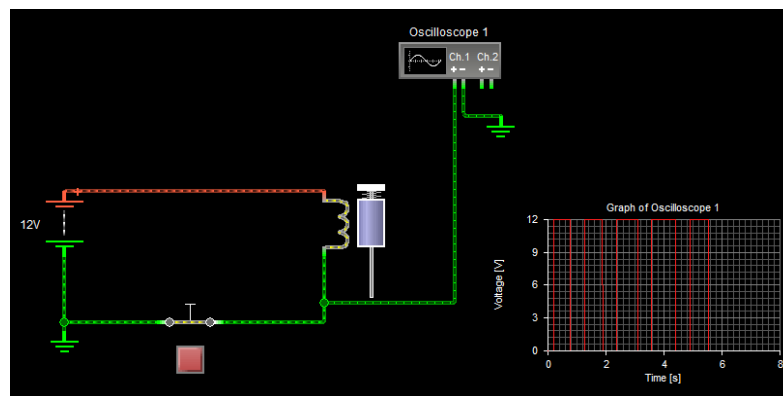 Oscilloscope 1
Ch.1 Ch.2
+ − + −
+
12V
Graph of Oscilloscope 1
12
9
6
3
0
Voltage [V]
0 2 4 6 8
Time [s]